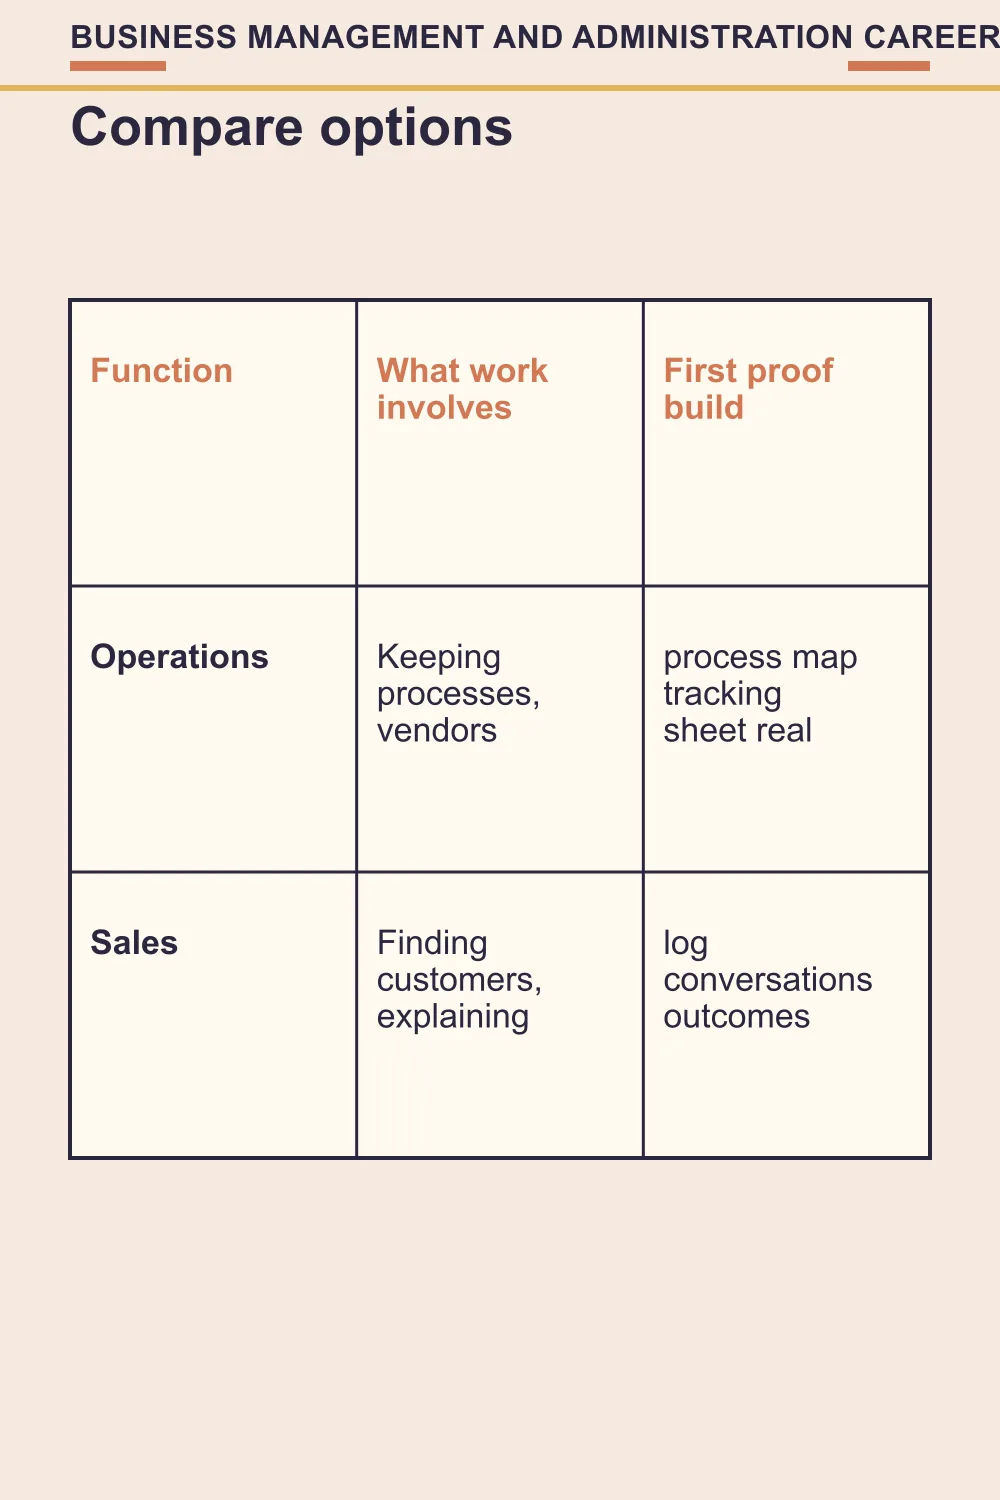 BUSINESS MANAGEMENT AND ADMINISTRATION CAREER
Compare options
Function
What work
involves
First proof
build
Operations
Keeping
processes,
vendors
process map
tracking
sheet real
Sales
Finding
customers,
explaining
log
conversations
outcomes